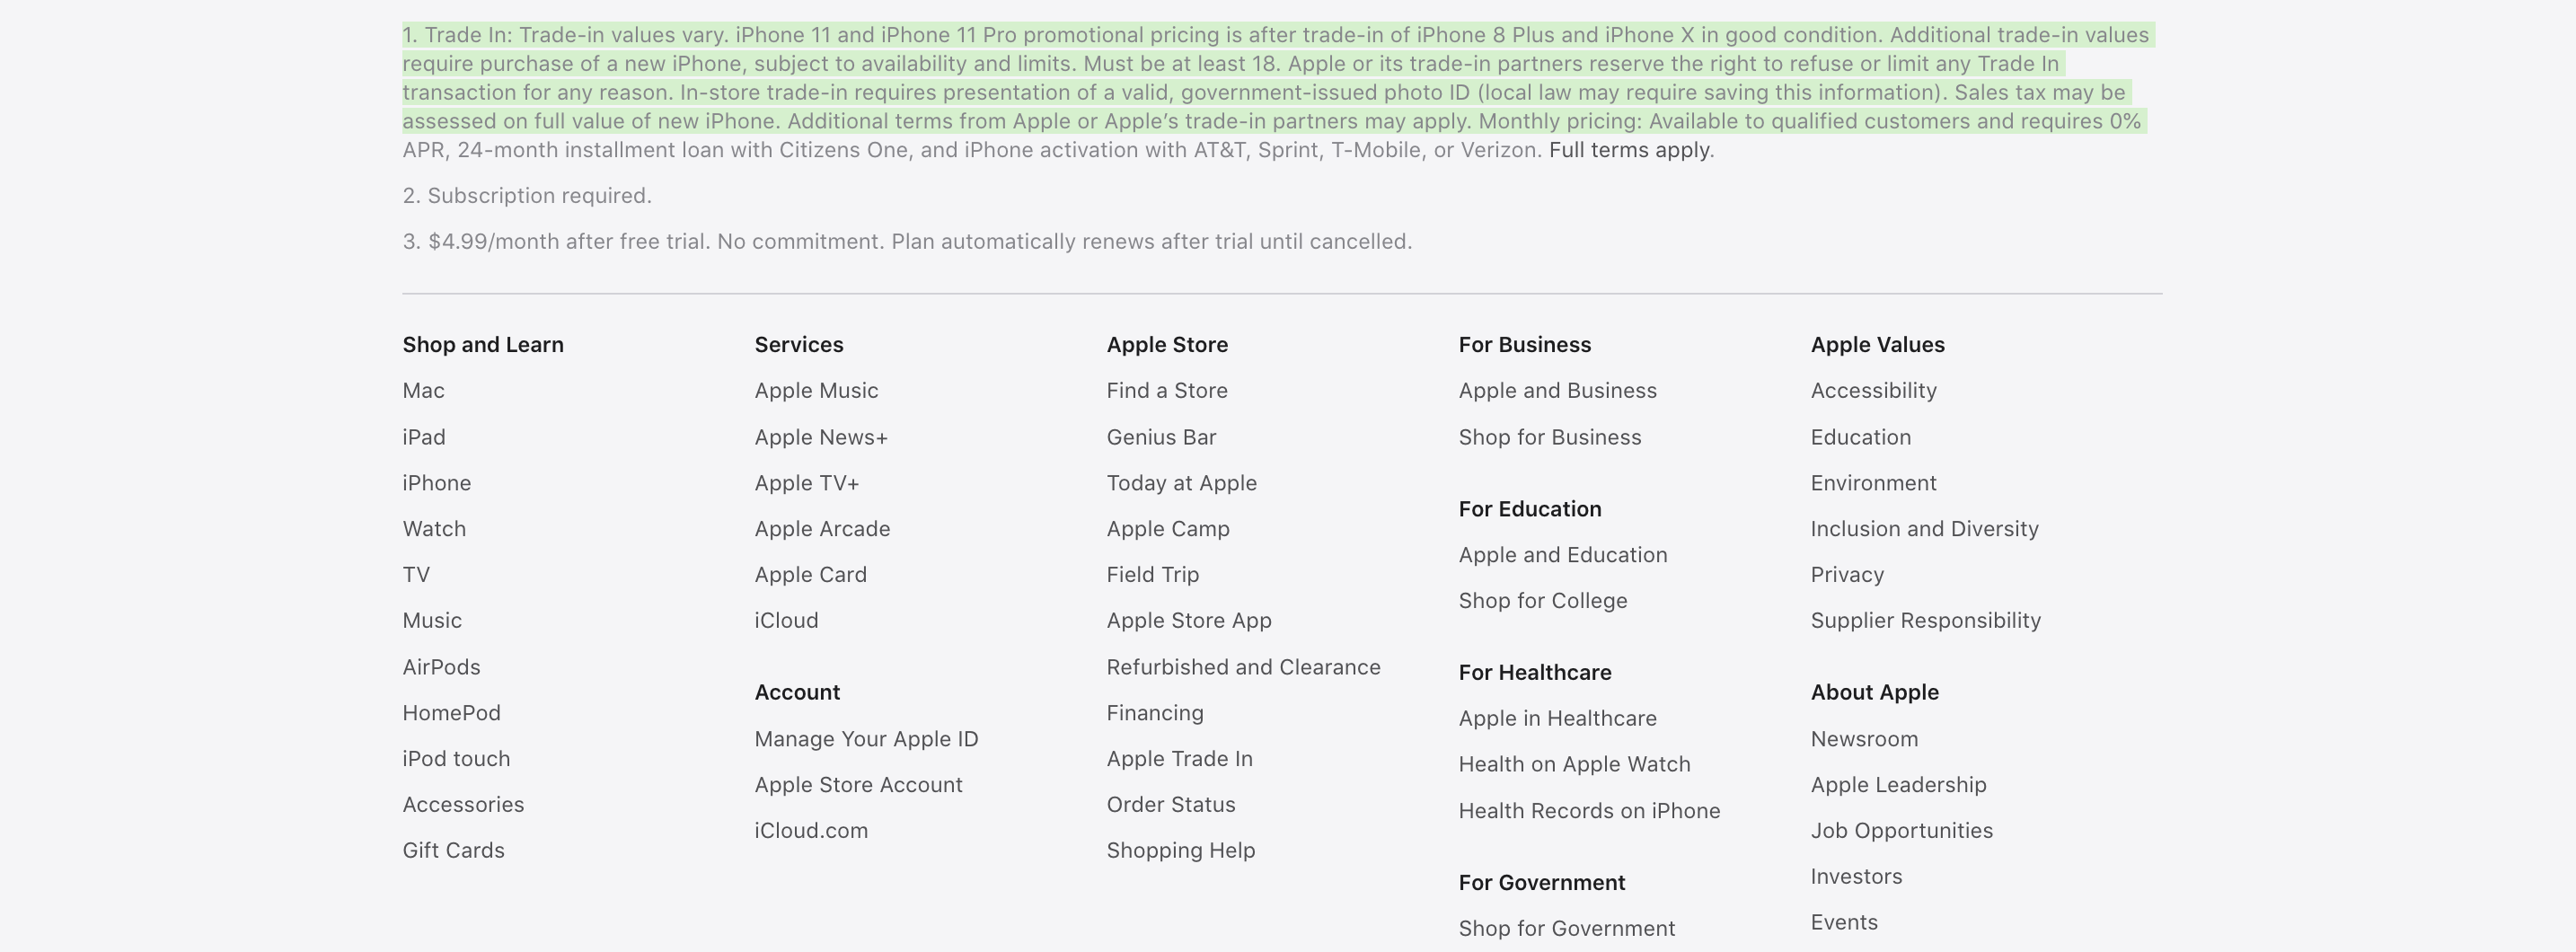 1. Trade In: Trade-in values vary. iPhone 11 and iPhone 11 Pro promotional pricing is after trade-in of iPhone 8 Plus and iPhone X in good condition. Additional trade-in values
require purchase of a new iPhone, subject to availability and limits. Must be at least 18. Apple or its trade-in partners reserve the right to refuse or limit any Trade In
transaction for any reason. In-store trade-in requires presentation of a valid, government-issued photo ID (local law may require saving this information). Sales tax may be
assessed on full value of new iPhone. Additional terms from Apple or Apple’s trade-in partners may apply. Monthly pricing: Available to qualified customers and requires 0%
APR, 24-month installment loan with Citizens One, and iPhone activation with AT&T, Sprint, T-Mobile, or Verizon. Full terms apply.
2. Subscription required.
3. $4.99/month after free trial. No commitment. Plan automatically renews after trial until cancelled.
Shop and Learn
Mac
iPad
iPhone
Watch
TV
Music
AirPods
HomePod
iPod touch
Accessories
Gift Cards
Services
Apple Music
Apple News+
Apple TV+
Apple Arcade
Apple Card
iCloud
Account
Manage Your Apple ID
Apple Store Account
iCloud.com
Apple Store
Find a Store
Genius Bar
Today at Apple
Apple Camp
Field Trip
Apple Store App
Refurbished and Clearance
Financing
Apple Trade In
Order Status
Shopping Help
For Business
Apple and Business
Shop for Business
For Education
Apple and Education
Shop for College
For Healthcare
Apple in Healthcare
Health on Apple Watch
Health Records on iPhone
For Government
Shop for Government
Apple Values
Accessibility
Education
Environment
Inclusion and Diversity
Privacy
Supplier Responsibility
About Apple
Newsroom
Apple Leadership
Job Opportunities
Investors
Events